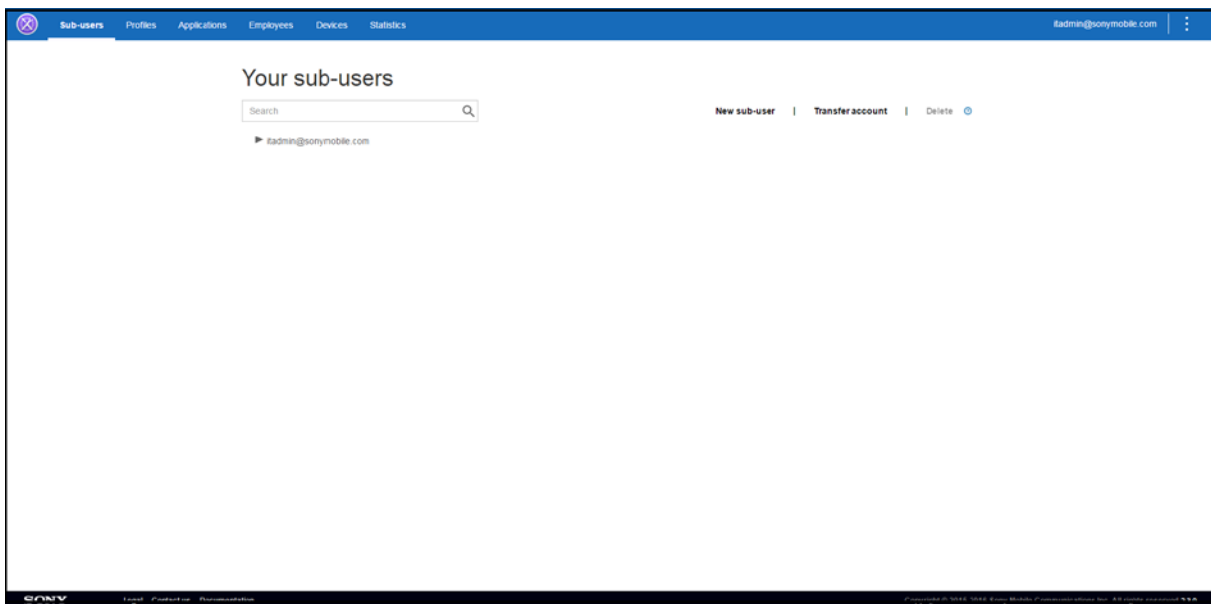 Sub-users Profiles Applications Employees Devices Statistics itadmin@sonymobile.com
Your sub-users
Search
New sub-user | Transfer account | Delete
itadmin@sonymobile.com
SONY Legal Contact us Documentation